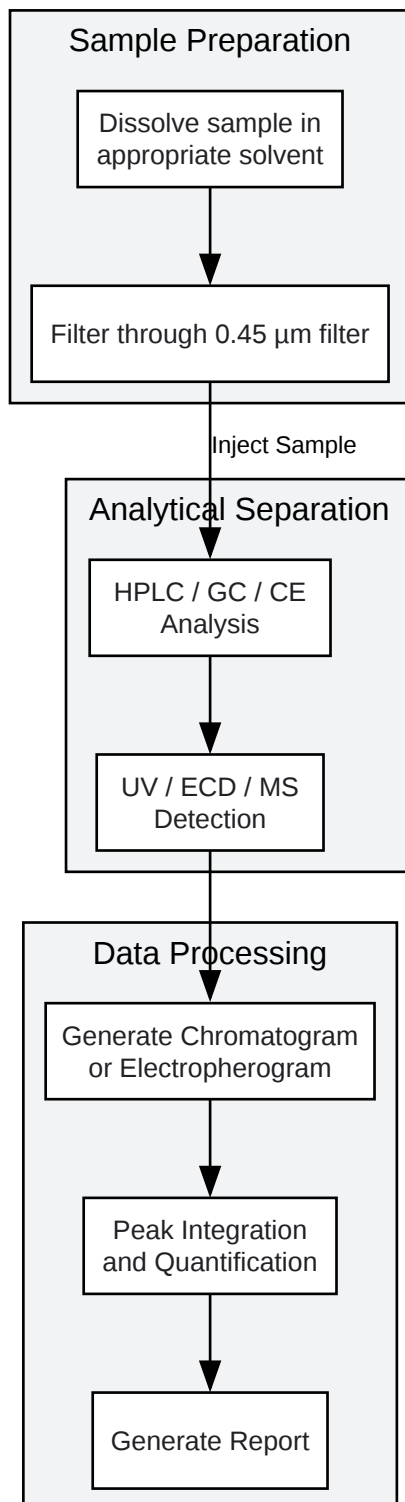 Sample Preparation
Dissolve sample in
appropriate solvent
Filter through 0.45 µm filter
Inject Sample
Analytical Separation
HPLC / GC / CE
Analysis
UV / ECD / MS
Detection
Data Processing
Generate Chromatogram
or Electropherogram
Peak Integration
and Quantification
Generate Report